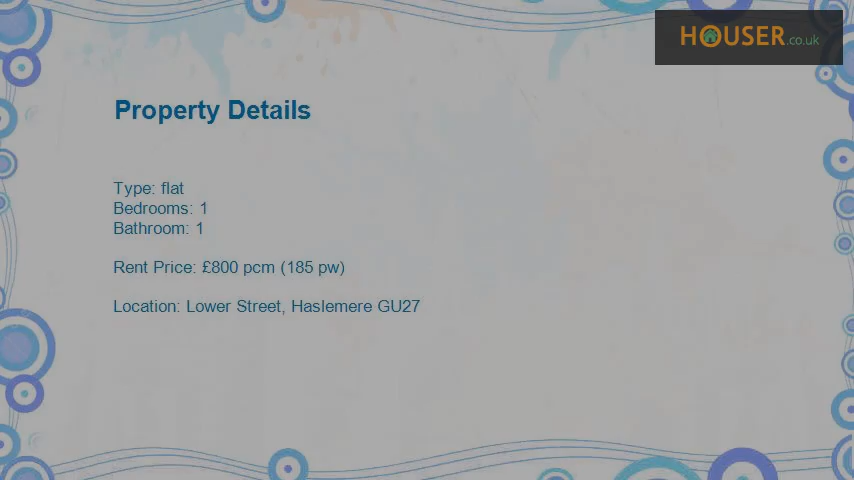 HOUSER.co.uk
Property Details
Type: flat
Bedrooms: 1
Bathroom: 1
Rent Price: £800 pcm (185 pw)
Location: Lower Street, Haslemere GU27